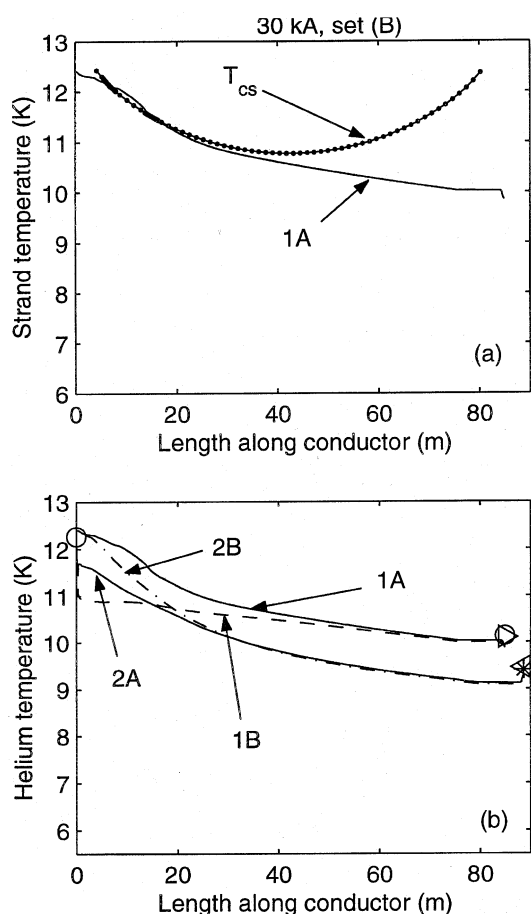 30 kA, set (B)
13
12
11
10
9
8
7
6
Strand temperature (K)
T_cs
1A
(a)
0 20 40 60 80
Length along conductor (m)
13
12
11
10
9
8
7
6
Helium temperature (K)
2B
1A
2A
1B
(b)
0 20 40 60 80
Length along conductor (m)